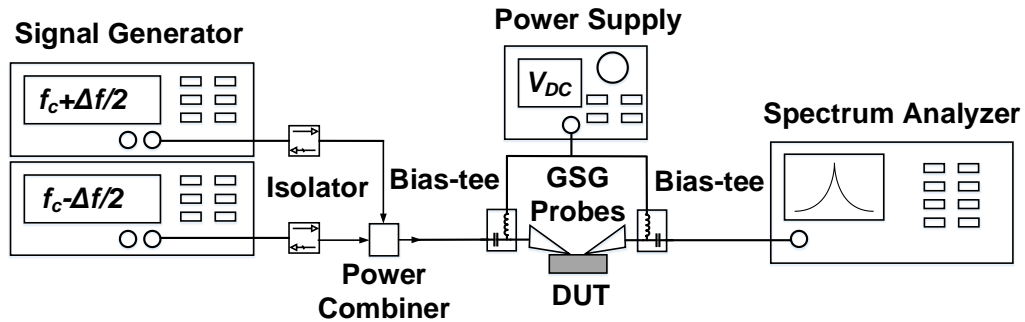 Power Supply
Signal Generator
f_c+Δf/2
V_DC
Spectrum Analyzer
Isolator
Bias-tee
GSG
Probes
Bias-tee
f_c-Δf/2
Power
Combiner
DUT